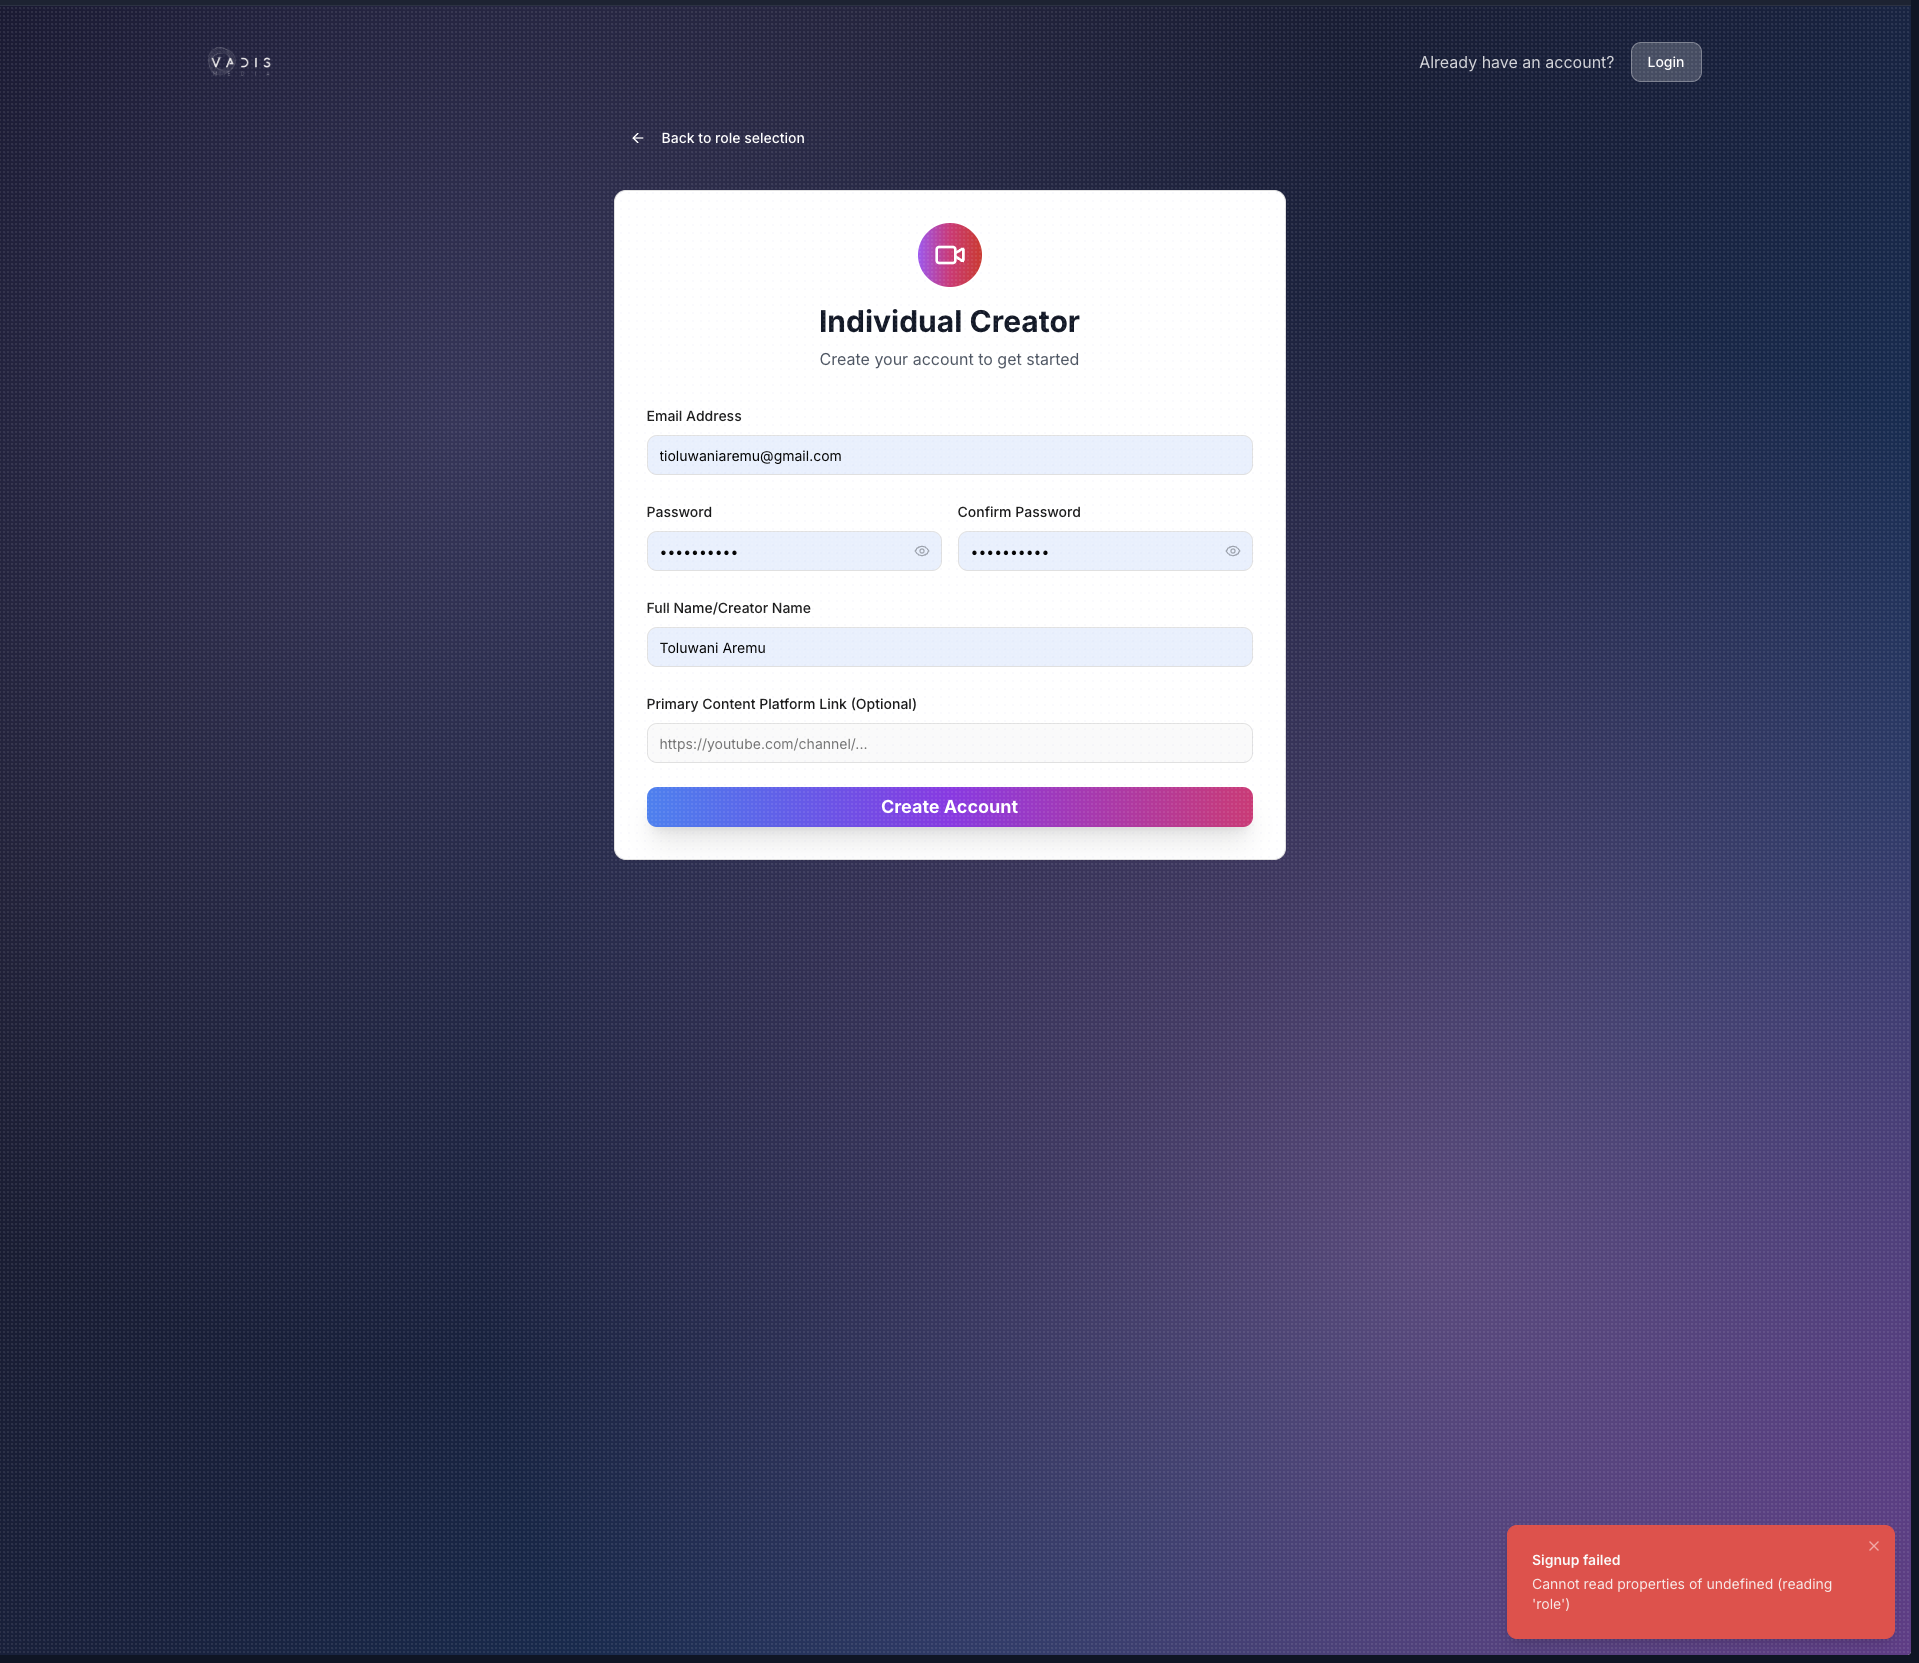 VADIS
MEDIA
Already have an account?
Login
Back to role selection
Individual Creator
Create your account to get started
Email Address
tioluwaniaremu@gmail.com
Password
Confirm Password
••••••••••
••••••••••
Full Name/Creator Name
Toluwani Aremu
Primary Content Platform Link (Optional)
https://youtube.com/channel/...
Create Account
Signup failed
Cannot read properties of undefined (reading
'role')